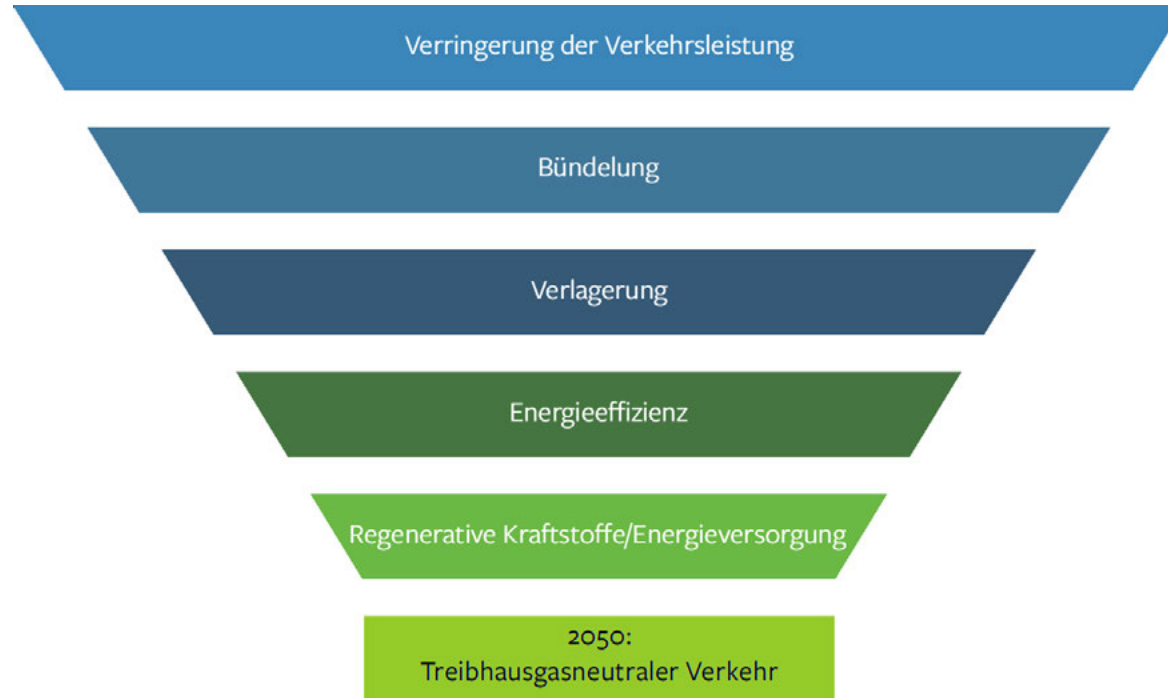 Verringerung der Verkehrsleistung
Bündelung
Verlagerung
Energieeffizienz
Regenerative Kraftstoffe/Energieversorgung
2050:
Treibhausgasneutraler Verkehr